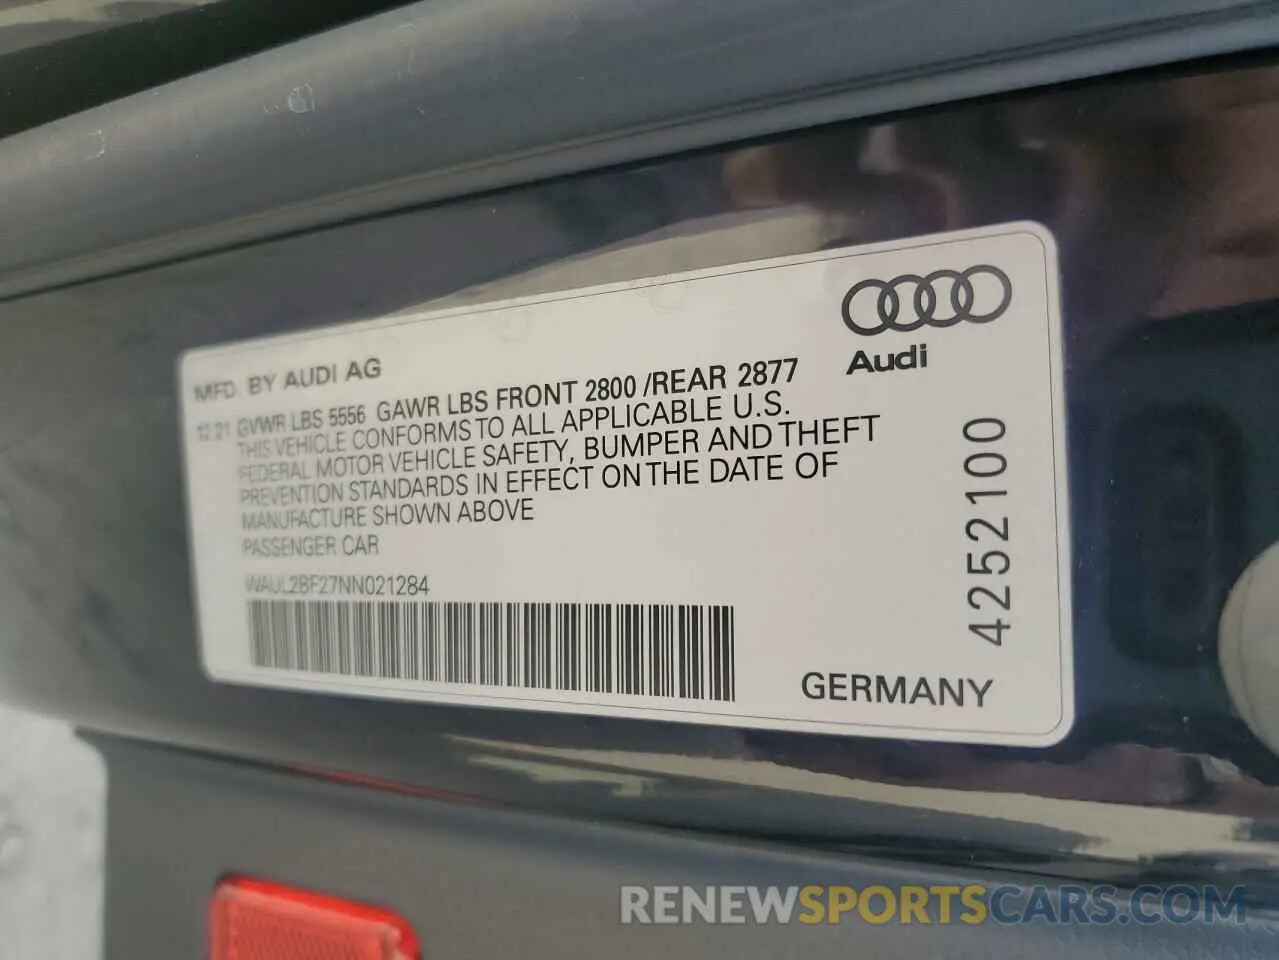 MFD. BY AUDI AG
12.21 GVWR LBS 5556 GAWR LBS FRONT 2800 /REAR 2877
THIS VEHICLE CONFORMS TO ALL APPLICABLE U.S.
FEDERAL MOTOR VEHICLE SAFETY, BUMPER AND THEFT
PREVENTION STANDARDS IN EFFECT ON THE DATE OF
MANUFACTURE SHOWN ABOVE
PASSENGER CAR
WAUL2BF27NN021284
Audi
4252100
GERMANY
RENEWSPORTSCARS.COM